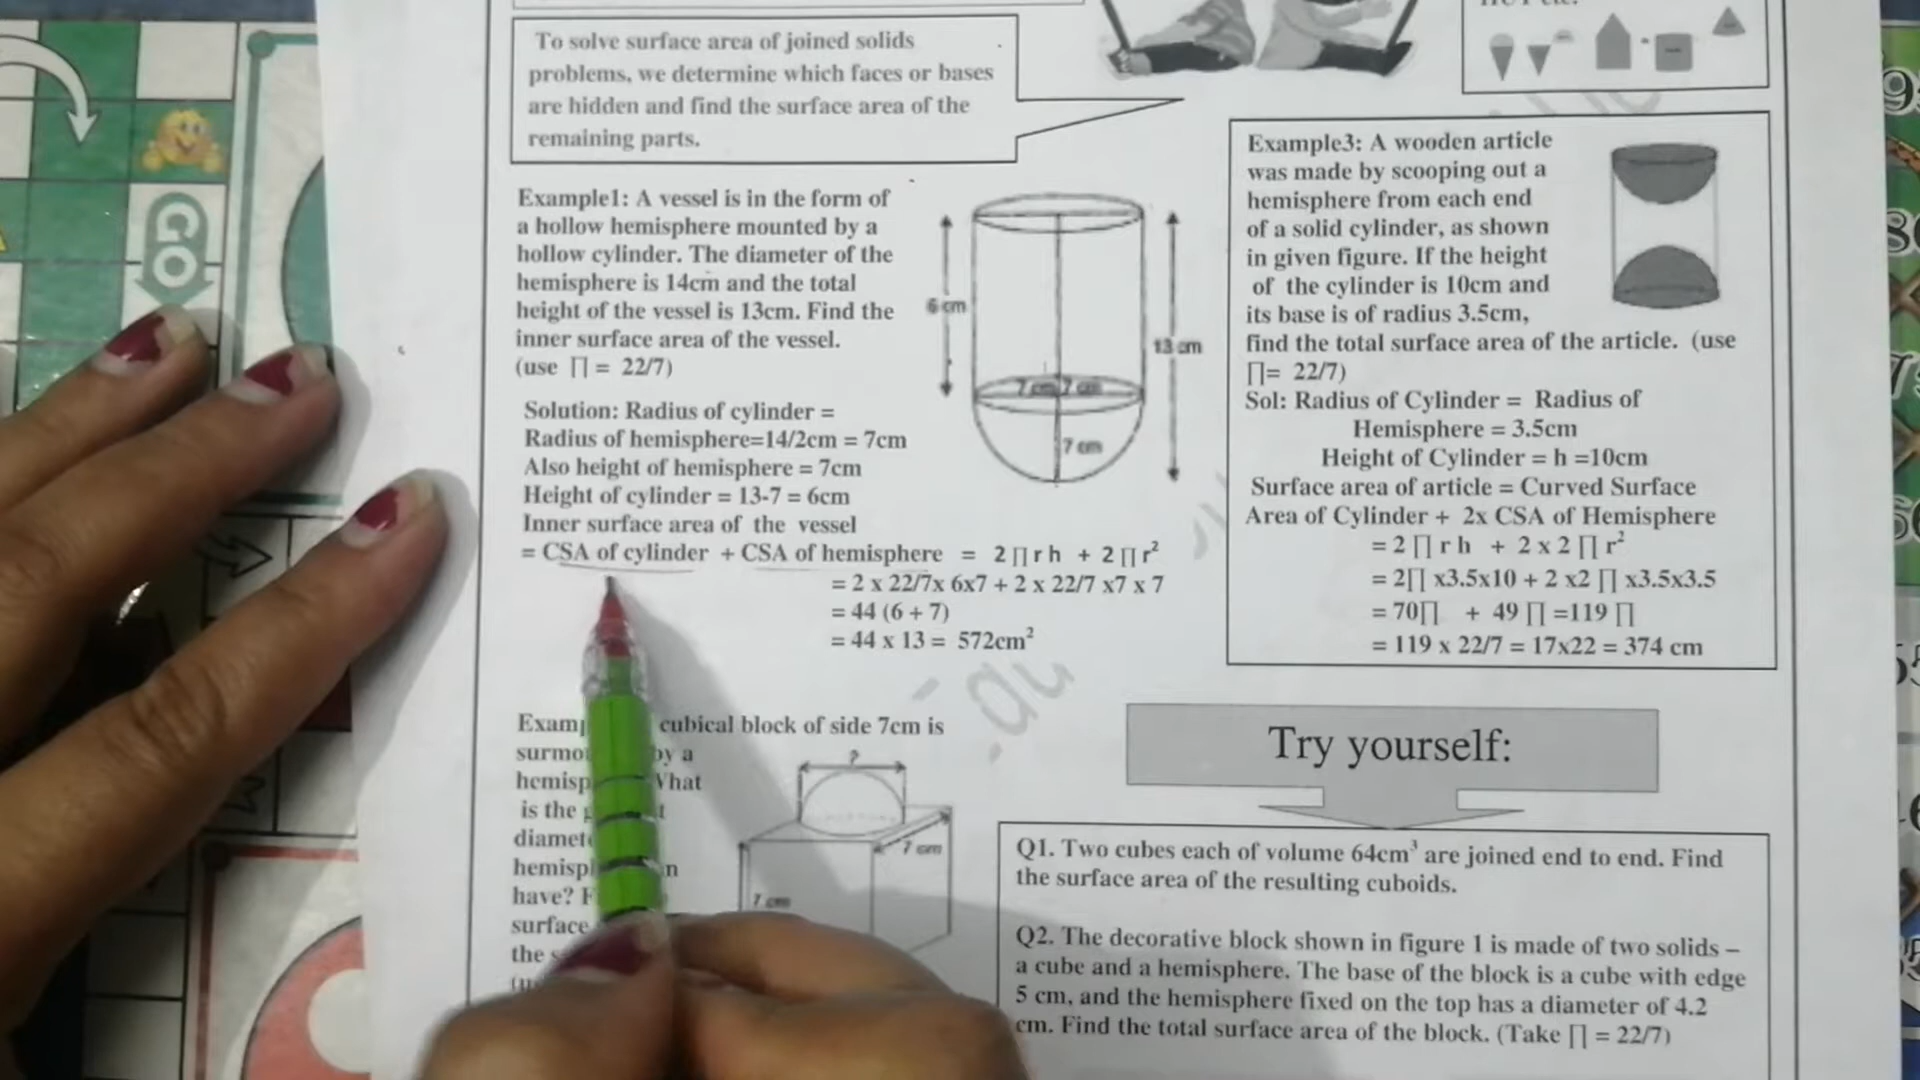 To solve surface area of joined solids
problems, we determine which faces or bases
are hidden and find the surface area of the
remaining parts.
Example1: A vessel is in the form of
a hollow hemisphere mounted by a
hollow cylinder. The diameter of the
hemisphere is 14cm and the total
height of the vessel is 13cm. Find the
inner surface area of the vessel.
(use ∏ = 22/7)
6 cm
13 cm
7 cm 7 cm
7 cm
Solution: Radius of cylinder =
Radius of hemisphere=14/2cm = 7cm
Also height of hemisphere = 7cm
Height of cylinder = 13-7 = 6cm
Inner surface area of the vessel
= CSA of cylinder + CSA of hemisphere = 2∏rh + 2∏r²
= 2 x 22/7x 6x7 + 2 x 22/7 x7 x 7
= 44 (6 + 7)
= 44 x 13 = 572cm²
cubical block of side 7cm is
by a
is the
have?
surface
the
?
7 cm
7 cm
Example3: A wooden article
was made by scooping out a
hemisphere from each end
of a solid cylinder, as shown
in given figure. If the height
of the cylinder is 10cm and
its base is of radius 3.5cm,
find the total surface area of the article. (use
∏= 22/7)
Sol: Radius of Cylinder = Radius of
Hemisphere = 3.5cm
Height of Cylinder = h =10cm
Surface area of article = Curved Surface
Area of Cylinder + 2x CSA of Hemisphere
= 2 ∏ r h + 2 x 2 ∏ r²
= 2∏ x3.5x10 + 2 x2 ∏ x3.5x3.5
= 70∏ + 49 ∏ =119 ∏
= 119 x 22/7 = 17x22 = 374 cm
Try yourself:
Q1. Two cubes each of volume 64cm³ are joined end to end. Find
the surface area of the resulting cuboids.
Q2. The decorative block shown in figure 1 is made of two solids –
a cube and a hemisphere. The base of the block is a cube with edge
5 cm, and the hemisphere fixed on the top has a diameter of 4.2
cm. Find the total surface area of the block. (Take ∏ = 22/7)
GO